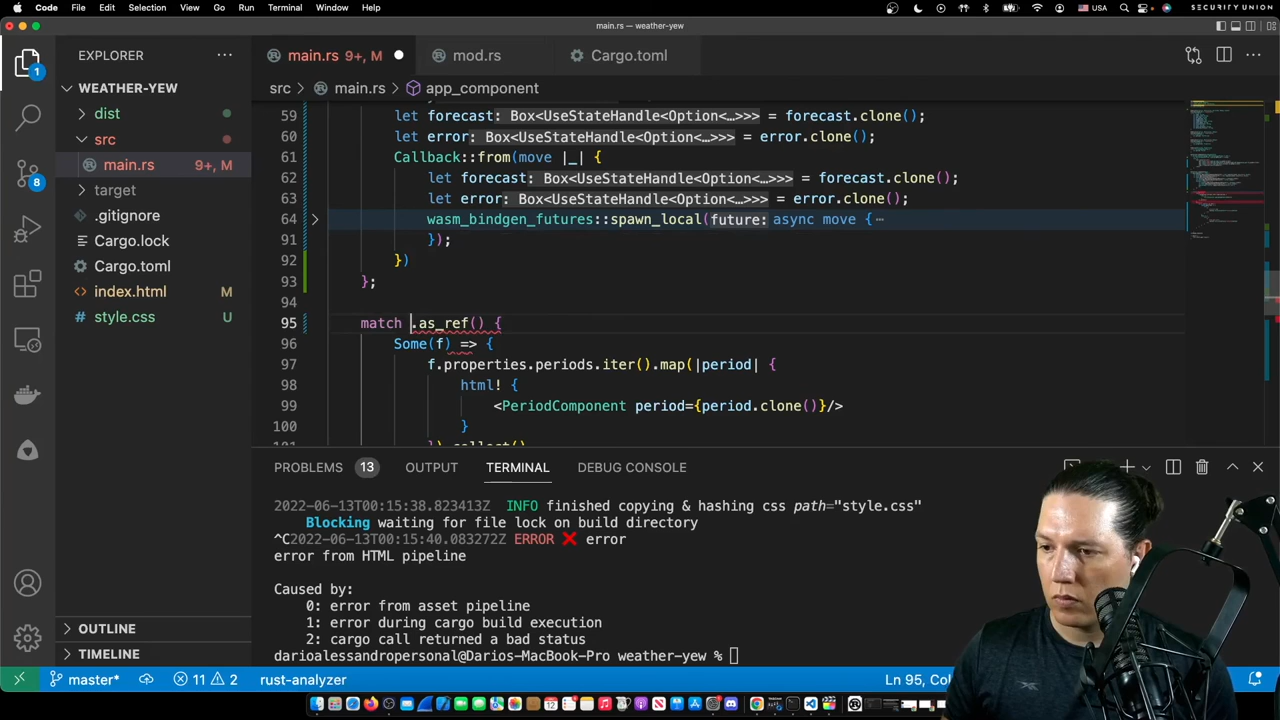 Code File Edit Selection View Go Run Terminal Window Help
USA
SECURITY UNION
main.rs — weather-yew
EXPLORER
main.rs 9+, M
mod.rs
Cargo.toml
WEATHER-YEW
src > main.rs > app_component
dist
src
main.rs 9+, M
target
.gitignore
Cargo.lock
Cargo.toml
index.html M
style.css U
OUTLINE
TIMELINE
1
8
59 let forecast: Box<UseStateHandle<Option<…>>> = forecast.clone();
60 let error: Box<UseStateHandle<Option<…>>> = error.clone();
61 Callback::from(move |_| {
62 let forecast: Box<UseStateHandle<Option<…>>> = forecast.clone();
63 let error: Box<UseStateHandle<Option<…>>> = error.clone();
64 wasm_bindgen_futures::spawn_local(future: async move { …
91 });
92 })
93 };
94
95 match .as_ref() {
96 Some(f) => {
97 f.properties.periods.iter().map(|period| {
98 html! {
99 <PeriodComponent period={period.clone()}/>
100 }
101 }).collect()
PROBLEMS 13 OUTPUT TERMINAL DEBUG CONSOLE
2022-06-13T00:15:38.823413Z INFO finished copying & hashing css path="style.css"
Blocking waiting for file lock on build directory
^C2022-06-13T00:15:40.083272Z ERROR ❌ error
error from HTML pipeline
Caused by:
0: error from asset pipeline
1: error during cargo build execution
2: cargo call returned a bad status
darioalessandropersonal@Darios-MacBook-Pro weather-yew %
master* 11 2 rust-analyzer
Ln 95, Col